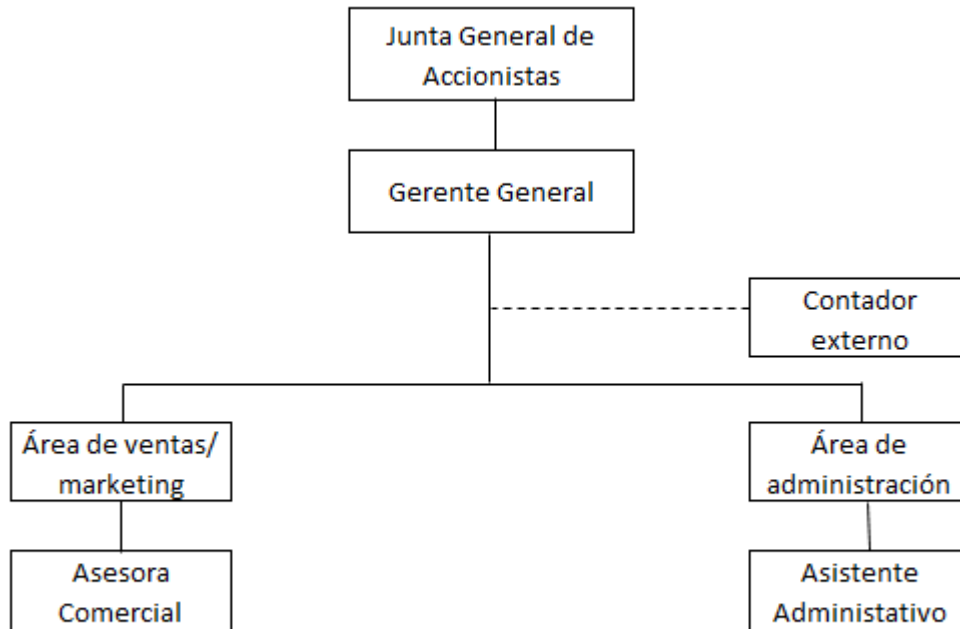 Junta General de
Accionistas
Gerente General
Contador
externo
Área de ventas/
marketing
Área de
administración
Asesora
Comercial
Asistente
Administativo